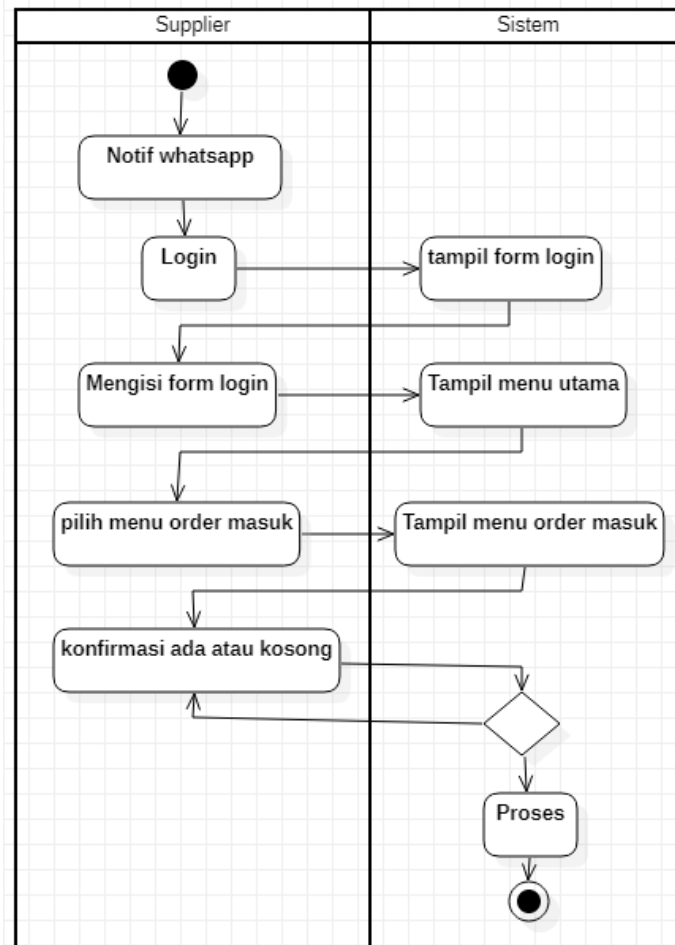 Supplier
Sistem
Notif whatsapp
Login
tampil form login
Mengisi form login
Tampil menu utama
pilih menu order masuk
Tampil menu order masuk
konfirmasi ada atau kosong
Proses